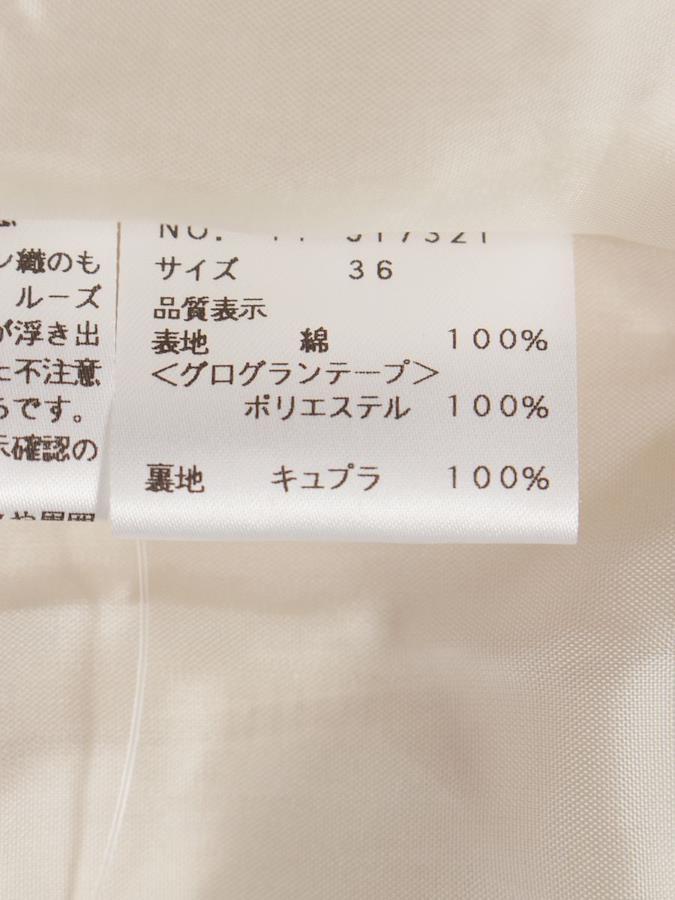 ン織のも
ルーズ
が浮き出
不注意
です。
確認の
サイズ 36
品質表示
表地 綿 100%
＜グログランテープ＞
ポリエステル 100%
裏地 キュプラ 100%